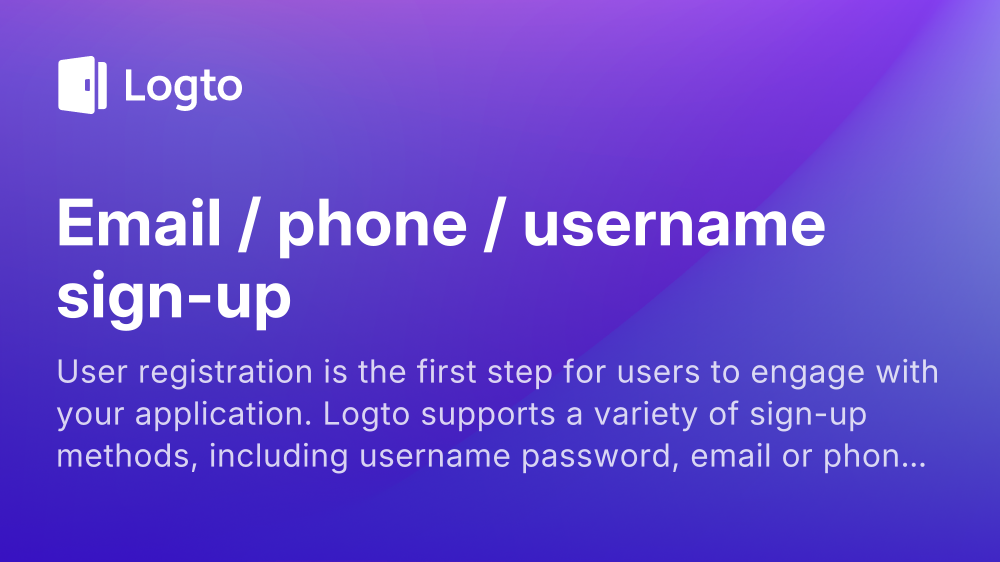 Logto
Email / phone / username
sign-up
User registration is the first step for users to engage with
your application. Logto supports a variety of sign-up
methods, including username password, email or phon...